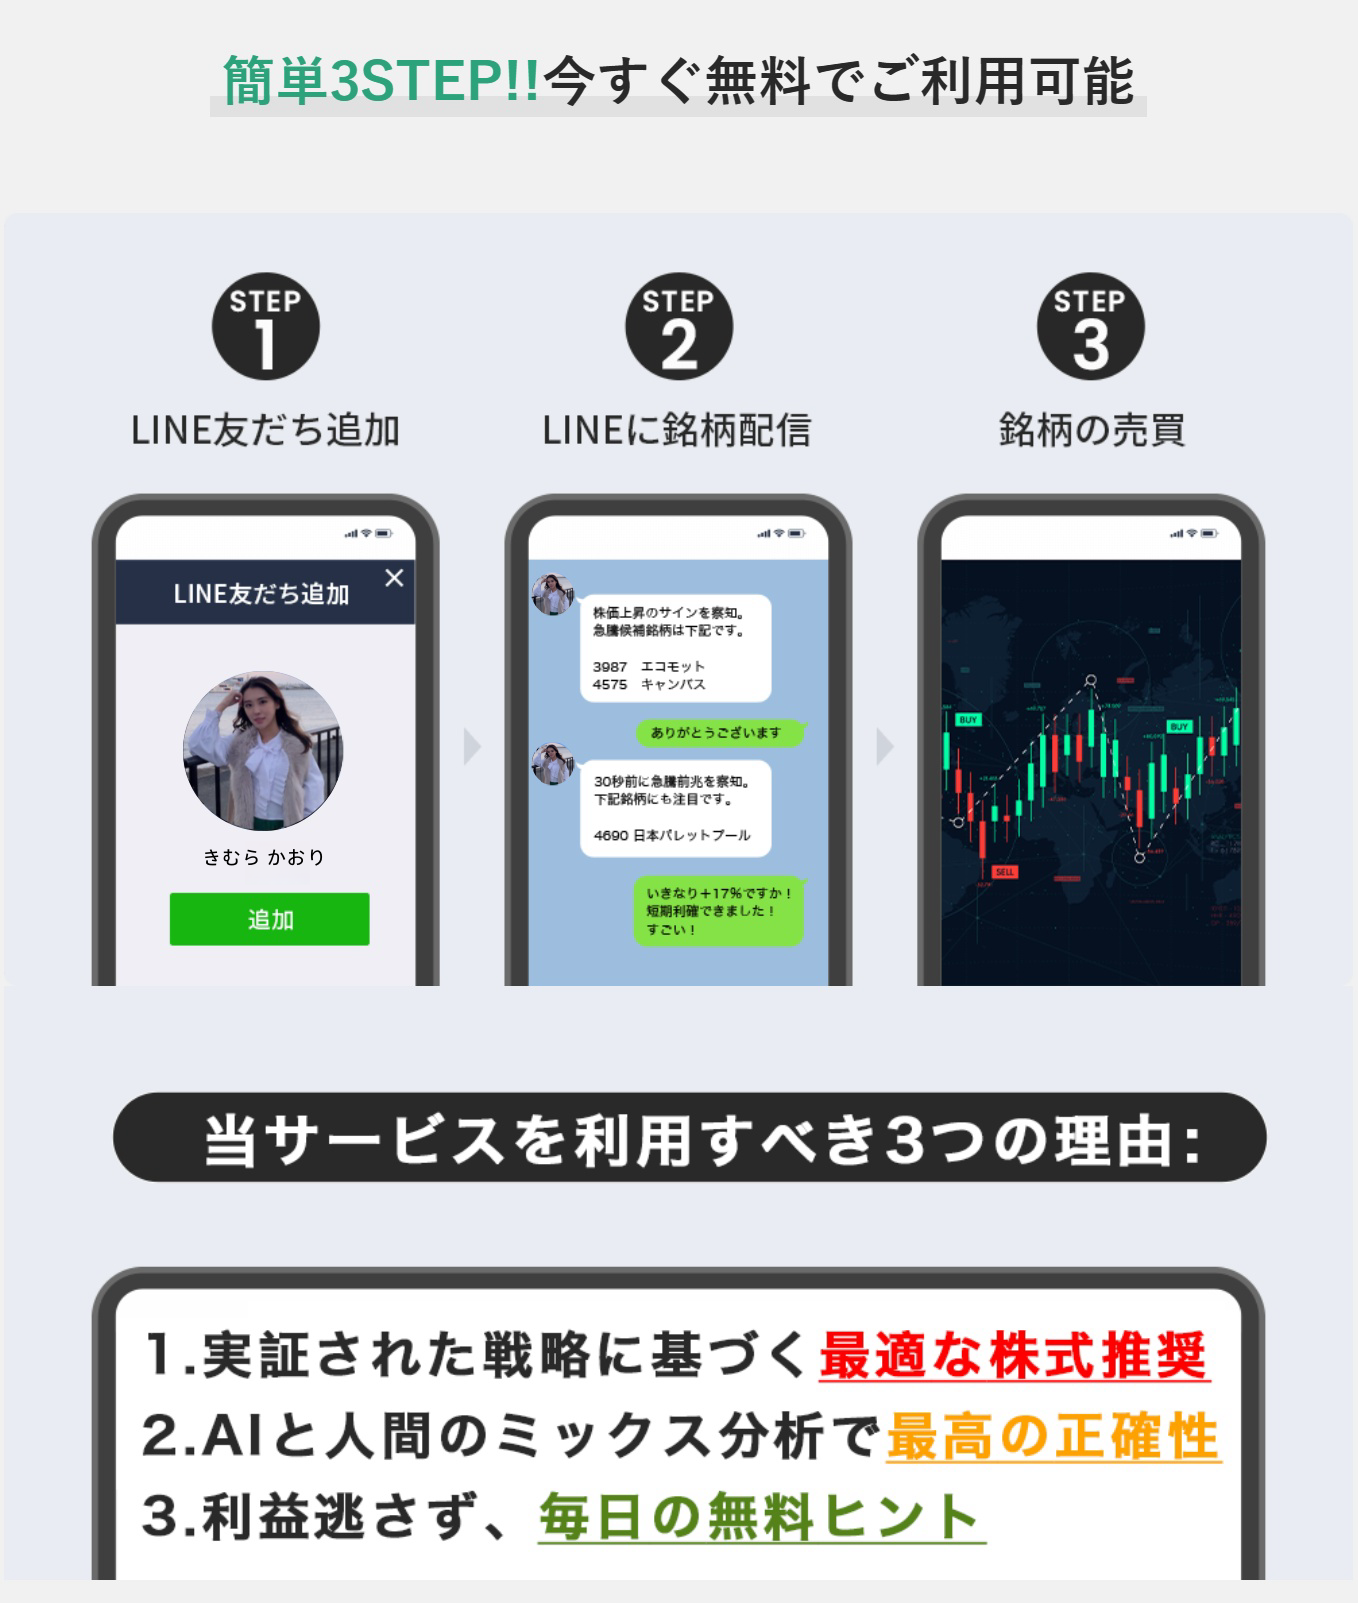 簡単3STEP!!今すぐ無料でご利用可能
STEP
1
LINE友だち追加
STEP
2
LINEに銘柄配信
STEP
3
銘柄の売買
LINE友だち追加
きむら かおり
追加
株価上昇のサインを察知。
急騰候補銘柄は下記です。
3987 エコモット
4575 キャンバス
ありがとうございます
30秒前に急騰前兆を察知。
下記銘柄にも注目です。
4690 日本パレットプール
いきなり+17%ですか!
短期利確できました!
すごい!
BUY
BUY
SELL
当サービスを利用すべき3つの理由:
1.実証された戦略に基づく最適な株式推奨
2.AIと人間のミックス分析で最高の正確性
3.利益逃さず、毎日の無料ヒント